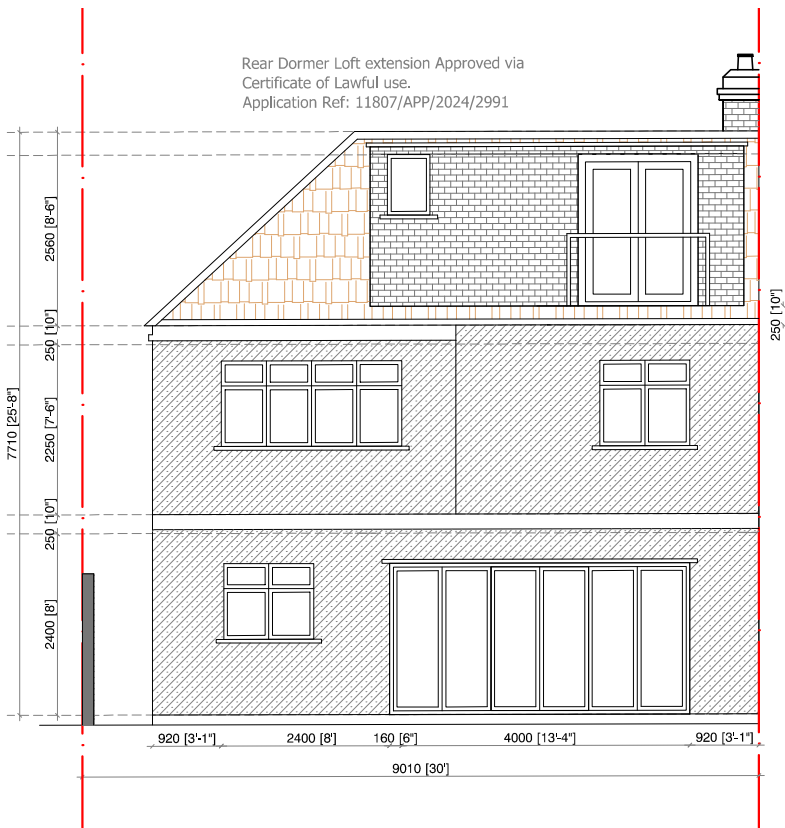 Rear Dormer Loft extension Approved via
Certificate of Lawful use.
Application Ref: 11807/APP/2024/2991
2560 [8'-6"]
250 [10"]
250 [10"]
7710 [25'-8"]
2250 [7'-6"]
250 [10"]
2400 [8']
920 [3'-1"] 2400 [8'] 160 [6"] 4000 [13'-4"] 920 [3'-1"]
9010 [30']